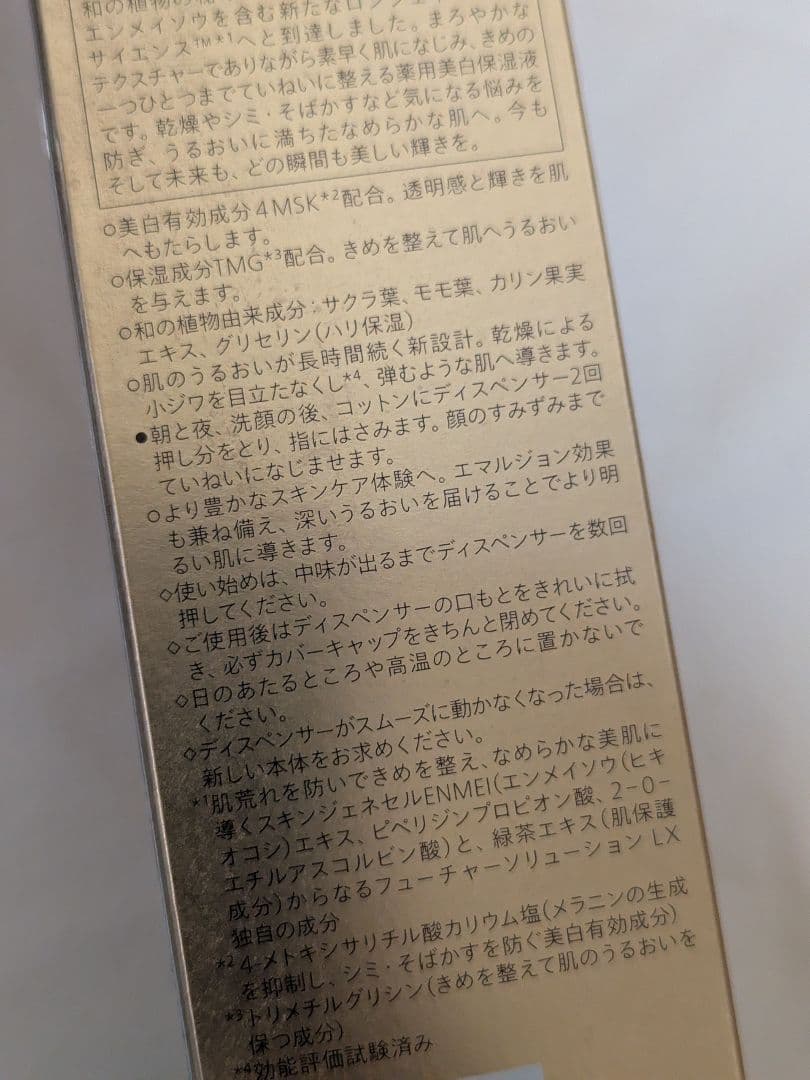 和の植物の
エンメイソウを含む新たな
サイエンス™*1へと到達しました。まろやかな
テクスチャーでありながら素早く肌になじみ、きめの
一つひとつまでていねいに整える薬用美白保湿液
です。乾燥やシミ・そばかすなど気になる悩みを
防ぎ、うるおいに満ちたなめらかな肌へ。今も
そして未来も、どの瞬間も美しい輝きを。
○美白有効成分4MSK*2配合。透明感と輝きを肌
へもたらします。
○保湿成分TMG*3配合。きめを整えて肌へうるおい
を与えます。
○和の植物由来成分：サクラ葉、モモ葉、カリン果実
エキス、グリセリン(ハリ保湿)
○肌のうるおいが長時間続く新設計。乾燥による
小ジワを目立たなくし*4、弾むような肌へ導きます。
●朝と夜、洗顔の後、コットンにディスペンサー2回
押し分をとり、指にはさみます。顔のすみずみまで
ていねいになじませます。
○より豊かなスキンケア体験へ。エマルジョン効果
も兼ね備え、深いうるおいを届けることでより明
るい肌に導きます。
◇使い始めは、中味が出るまでディスペンサーを数回
押してください。
◇ご使用後はディスペンサーの口もとをきれいに拭
き、必ずカバーキャップをきちんと閉めてください。
◇日のあたるところや高温のところに置かないで
ください。
◇ディスペンサーがスムーズに動かなくなった場合は、
新しい本体をお求めください。
*1肌荒れを防いできめを整え、なめらかな美肌に
導くスキンジェネセルENMEI(エンメイソウ(ヒキ
オコシ)エキス、ピペリジンプロピオン酸、2-O-
エチルアスコルビン酸)と、緑茶エキス(肌保護
成分)からなるフューチャーソリューション LX
独自の成分
*2 4-メトキシサリチル酸カリウム塩(メラニンの生成
を抑制し、シミ・そばかすを防ぐ美白有効成分)
*3トリメチルグリシン(きめを整えて肌のうるおいを
保つ成分)
*4効能評価試験済み